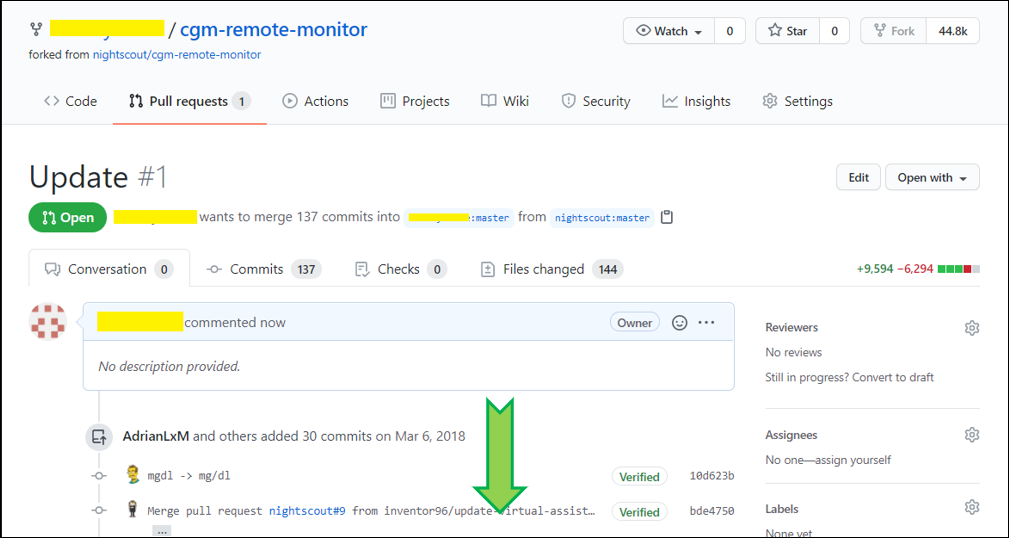 / cgm-remote-monitor
Watch 0 Star 0 Fork 44.8k
forked from nightscout/cgm-remote-monitor
Code Pull requests 1 Actions Projects Wiki Security Insights Settings
Update #1
Edit Open with
Open wants to merge 137 commits into :master from nightscout:master
Conversation 0 Commits 137 Checks 0 Files changed 144 +9,594 −6,294
commented now Owner
No description provided.
Reviewers
No reviews
Still in progress? Convert to draft
AdrianLxM and others added 30 commits on Mar 6, 2018
Assignees
No one—assign yourself
mgdl -> mg/dl Verified 10d623b
Merge pull request nightscout#9 from inventor96/update-virtual-assist… Verified bde4750
...
Labels
None yet